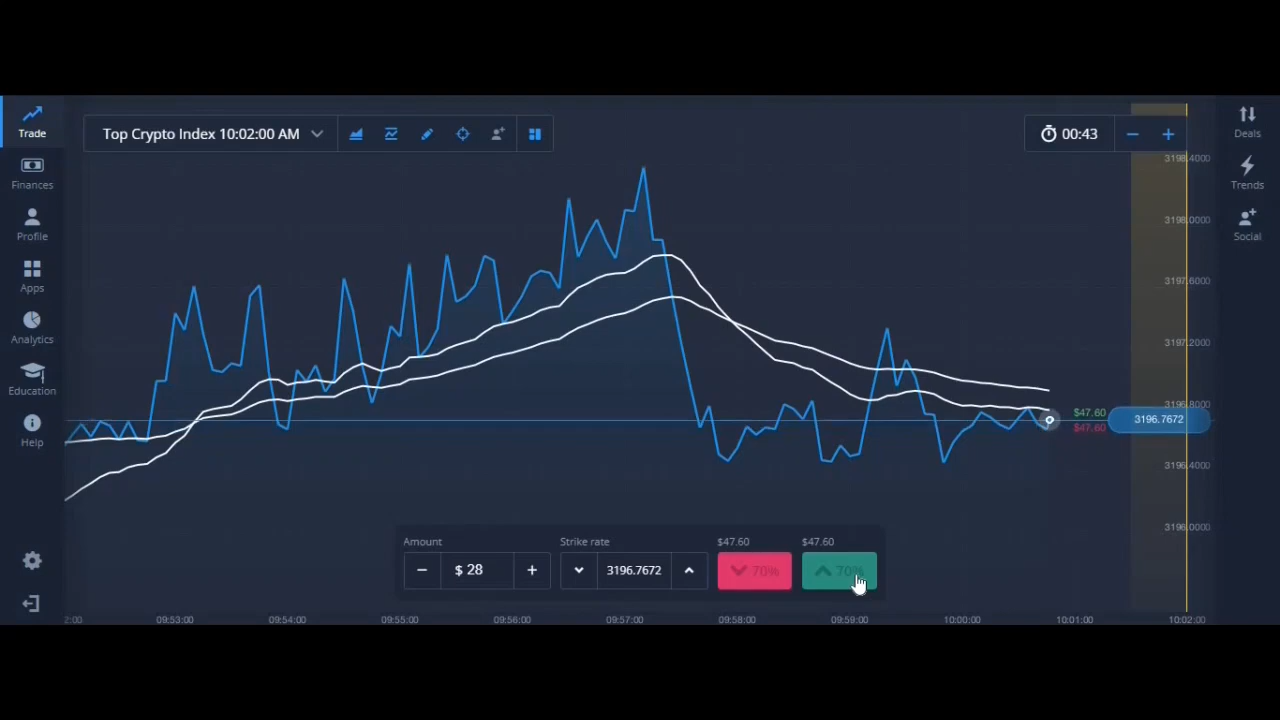 Trade
Finances
Profile
Apps
Analytics
Education
Help
Top Crypto Index 10:02:00 AM
00:43
Deals
Trends
Social
3198.4000
3198.0000
3197.6000
3197.2000
3196.8000
3196.4000
3196.0000
$47.60
$47.60
3196.7672
Amount
Strike rate
$47.60
$47.60
$ 28
3196.7672
70%
70%
2:00
09:53:00
09:54:00
09:55:00
09:56:00
09:57:00
09:58:00
09:59:00
10:00:00
10:01:00
10:02:00